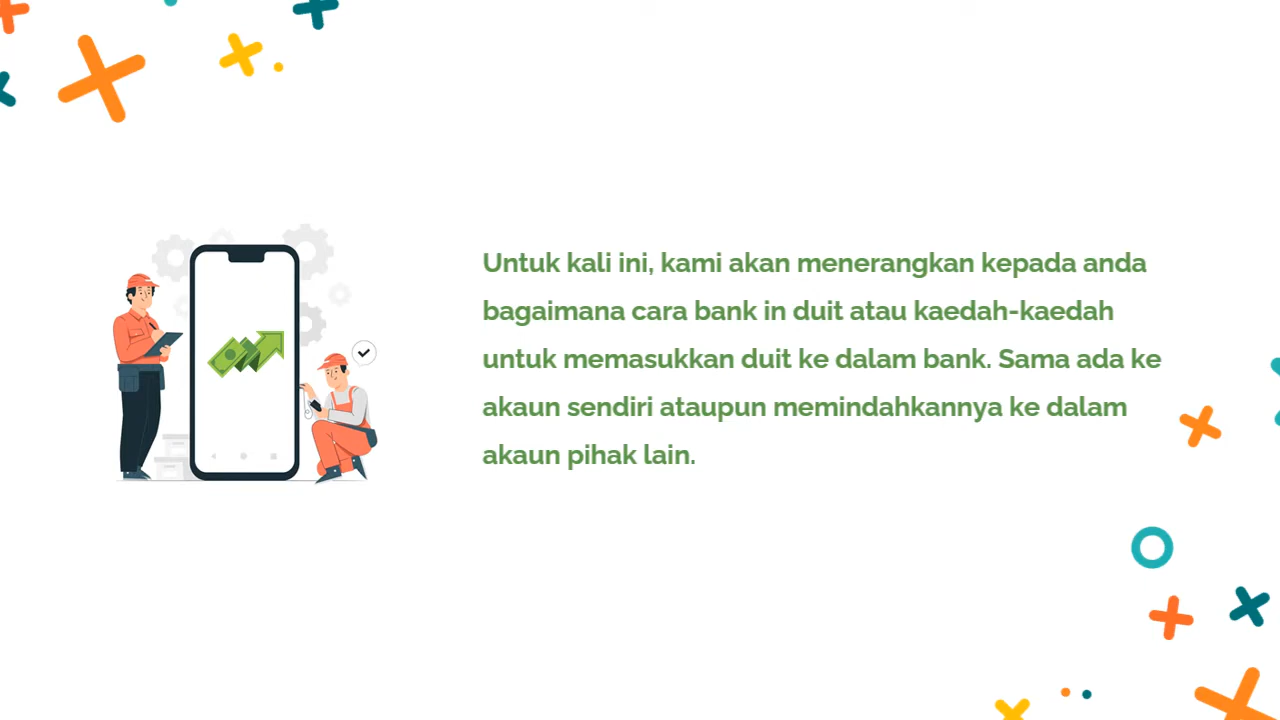 Untuk kali ini, kami akan menerangkan kepada anda
bagaimana cara bank in duit atau kaedah-kaedah
untuk memasukkan duit ke dalam bank. Sama ada ke
akaun sendiri ataupun memindahkannya ke dalam
akaun pihak lain.